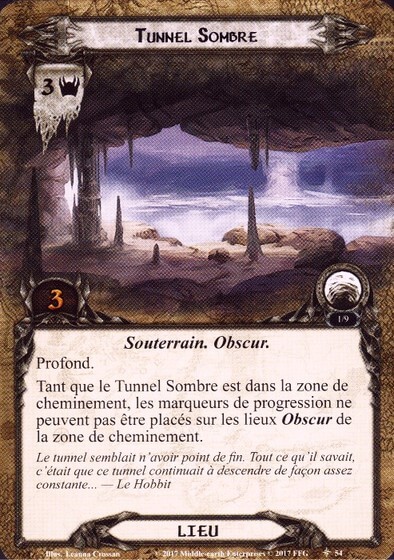 Tunnel Sombre
3
3
1/9
Souterrain. Obscur.
Profond.
Tant que le Tunnel Sombre est dans la zone de
cheminement, les marqueurs de progression ne
peuvent pas être placés sur les lieux Obscur de
la zone de cheminement.
Le tunnel semblait n'avoir point de fin. Tout ce qu'il savait,
c'était que ce tunnel continuait à descendre de façon assez
constante... — Le Hobbit
LIEU
Illus. Leanna Crossan © 2017 Middle-earth Enterprises © 2017 FFG 54